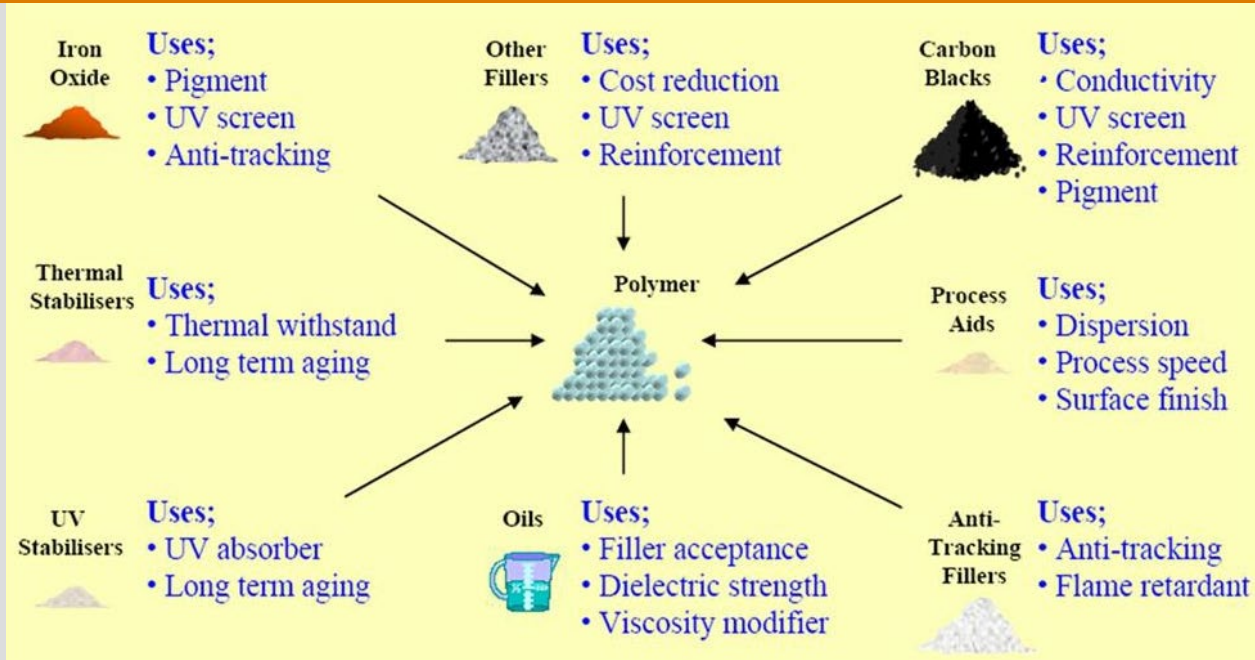 Iron
Oxide
Uses;
• Pigment
• UV screen
• Anti-tracking
Other
Fillers
Uses;
• Cost reduction
• UV screen
• Reinforcement
Carbon
Blacks
Uses;
• Conductivity
• UV screen
• Reinforcement
• Pigment
Thermal
Stabilisers
Uses;
• Thermal withstand
• Long term aging
Polymer
Process
Aids
Uses;
• Dispersion
• Process speed
• Surface finish
UV
Stabilisers
Uses;
• UV absorber
• Long term aging
Oils
Uses;
• Filler acceptance
• Dielectric strength
• Viscosity modifier
Anti-
Tracking
Fillers
Uses;
• Anti-tracking
• Flame retardant